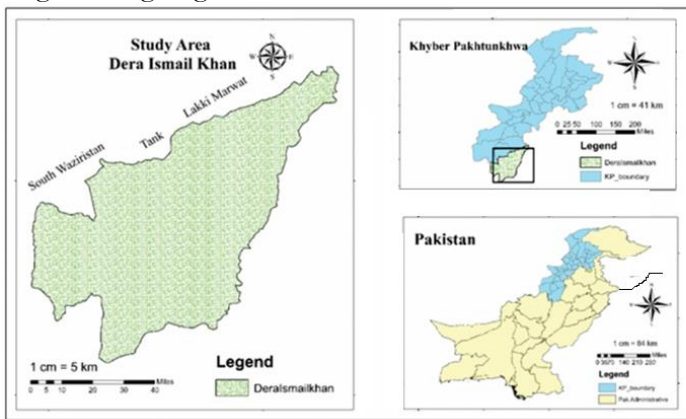 Study Area
Dera Ismail Khan
N
W E
S
Lakki Marwat
Tank
South Waziristan
1 cm = 5 km
0 5 10 20 30 40
Miles
Legend
DeraIsmailkhan
Khyber Pakhtunkhwa
N
W E
S
1 cm = 41 km
0 25 50 100 150 200
Miles
Legend
DeraIsmailkhan
KP_boundary
Pakistan
N
W E
S
1 cm = 84 km
Miles
Legend
KP_boundary
Pak Administrative